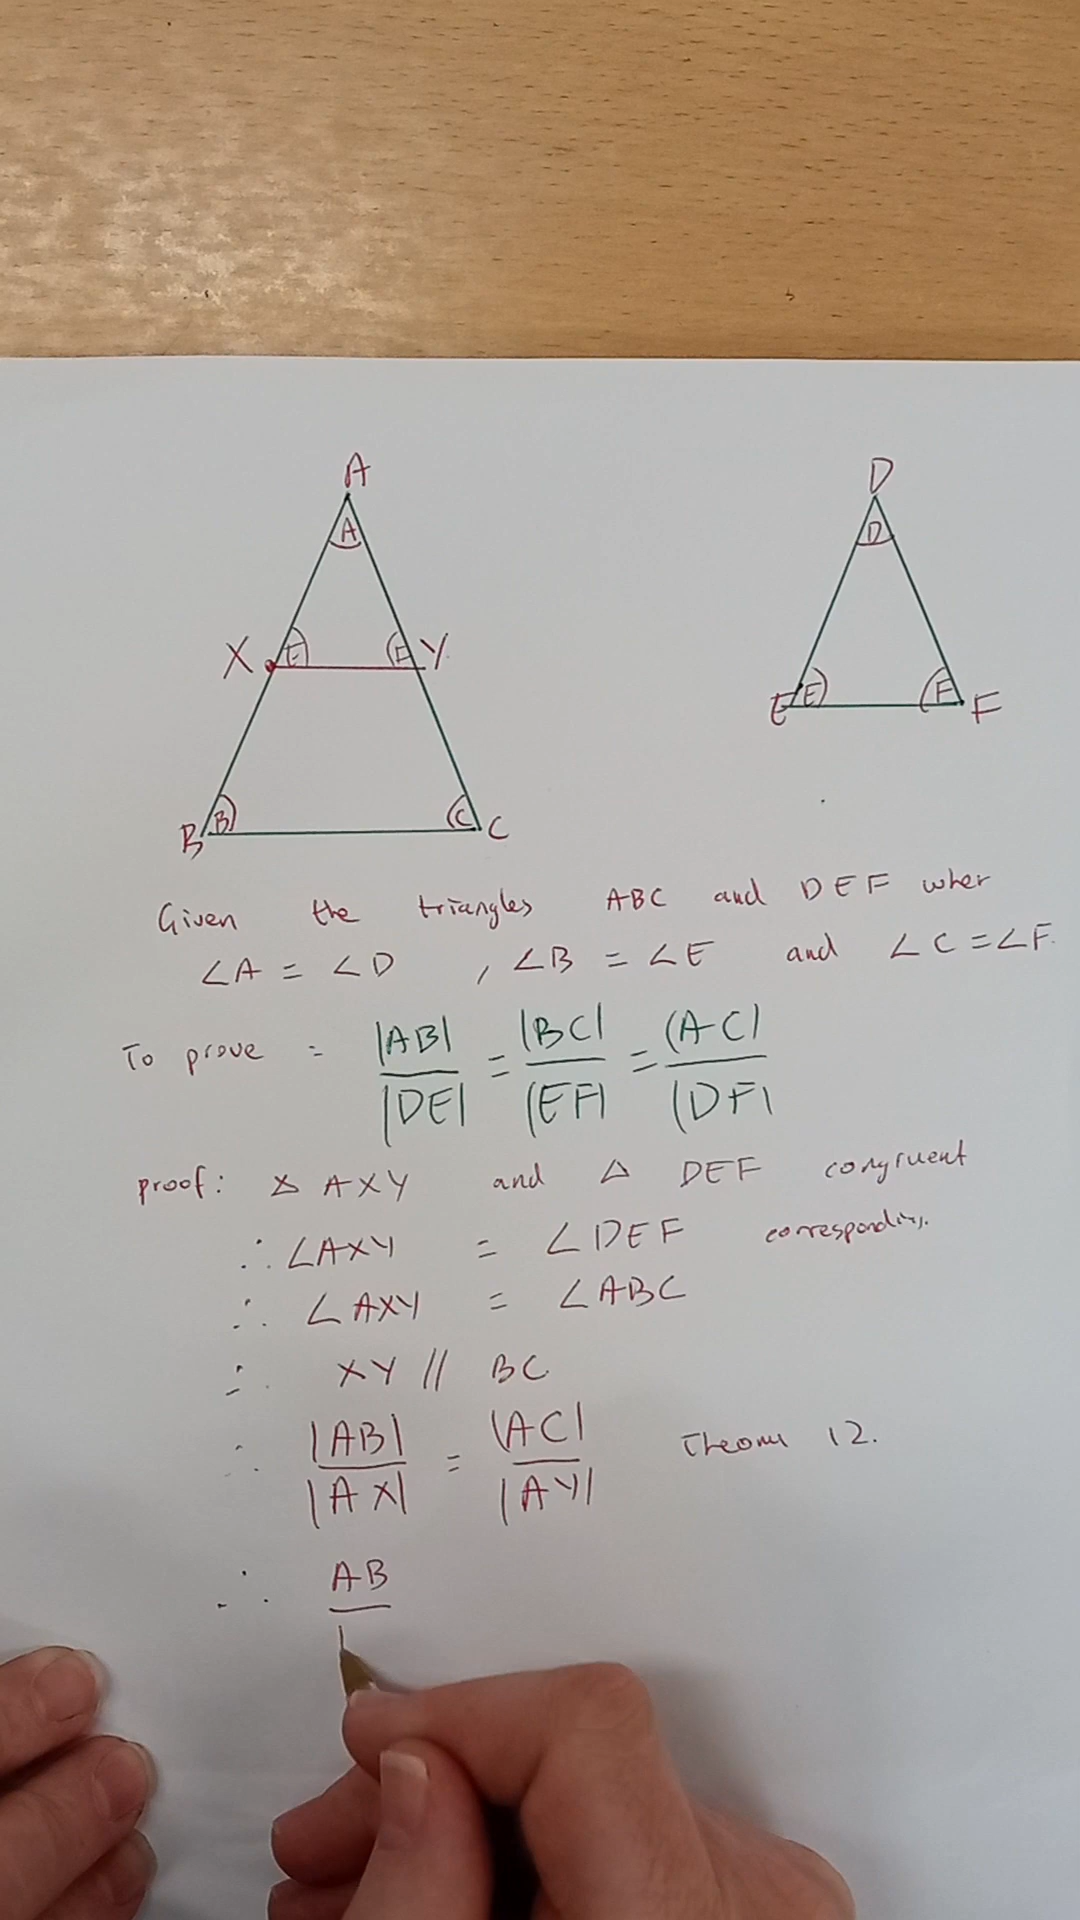 A
D
A
D
X E F Y
E E F F
B B C C
Given the triangles ABC and DEF wher
∠A = ∠D , ∠B = ∠E and ∠C = ∠F.
To prove : |AB| / |DE| = |BC| / |EF| = |AC| / |DF|
proof: △ AXY and △ DEF congruent
∴ ∠AXY = ∠DEF corresponding.
∴ ∠AXY = ∠ABC
∴ XY // BC
∴ |AB| / |AX| = |AC| / |AY| 12.
∴ AB